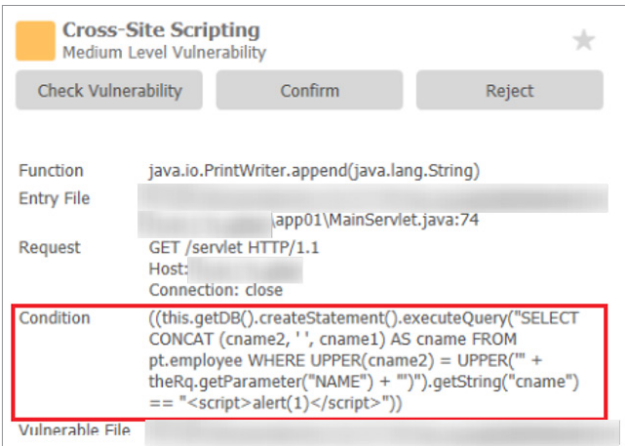 Cross-Site Scripting
Medium Level Vulnerability
Check Vulnerability Confirm Reject
Function java.io.PrintWriter.append(java.lang.String)
Entry File
\app01\MainServlet.java:74
Request GET /servlet HTTP/1.1
Host:
Connection: close
Condition ((this.getDB().createStatement().executeQuery("SELECT
CONCAT (cname2, ' ', cname1) AS cname FROM
pt.employee WHERE UPPER(cname2) = UPPER('" +
theRq.getParameter("NAME") + "')").getString("cname")
== "<script>alert(1)</script>"))
Vulnerable File